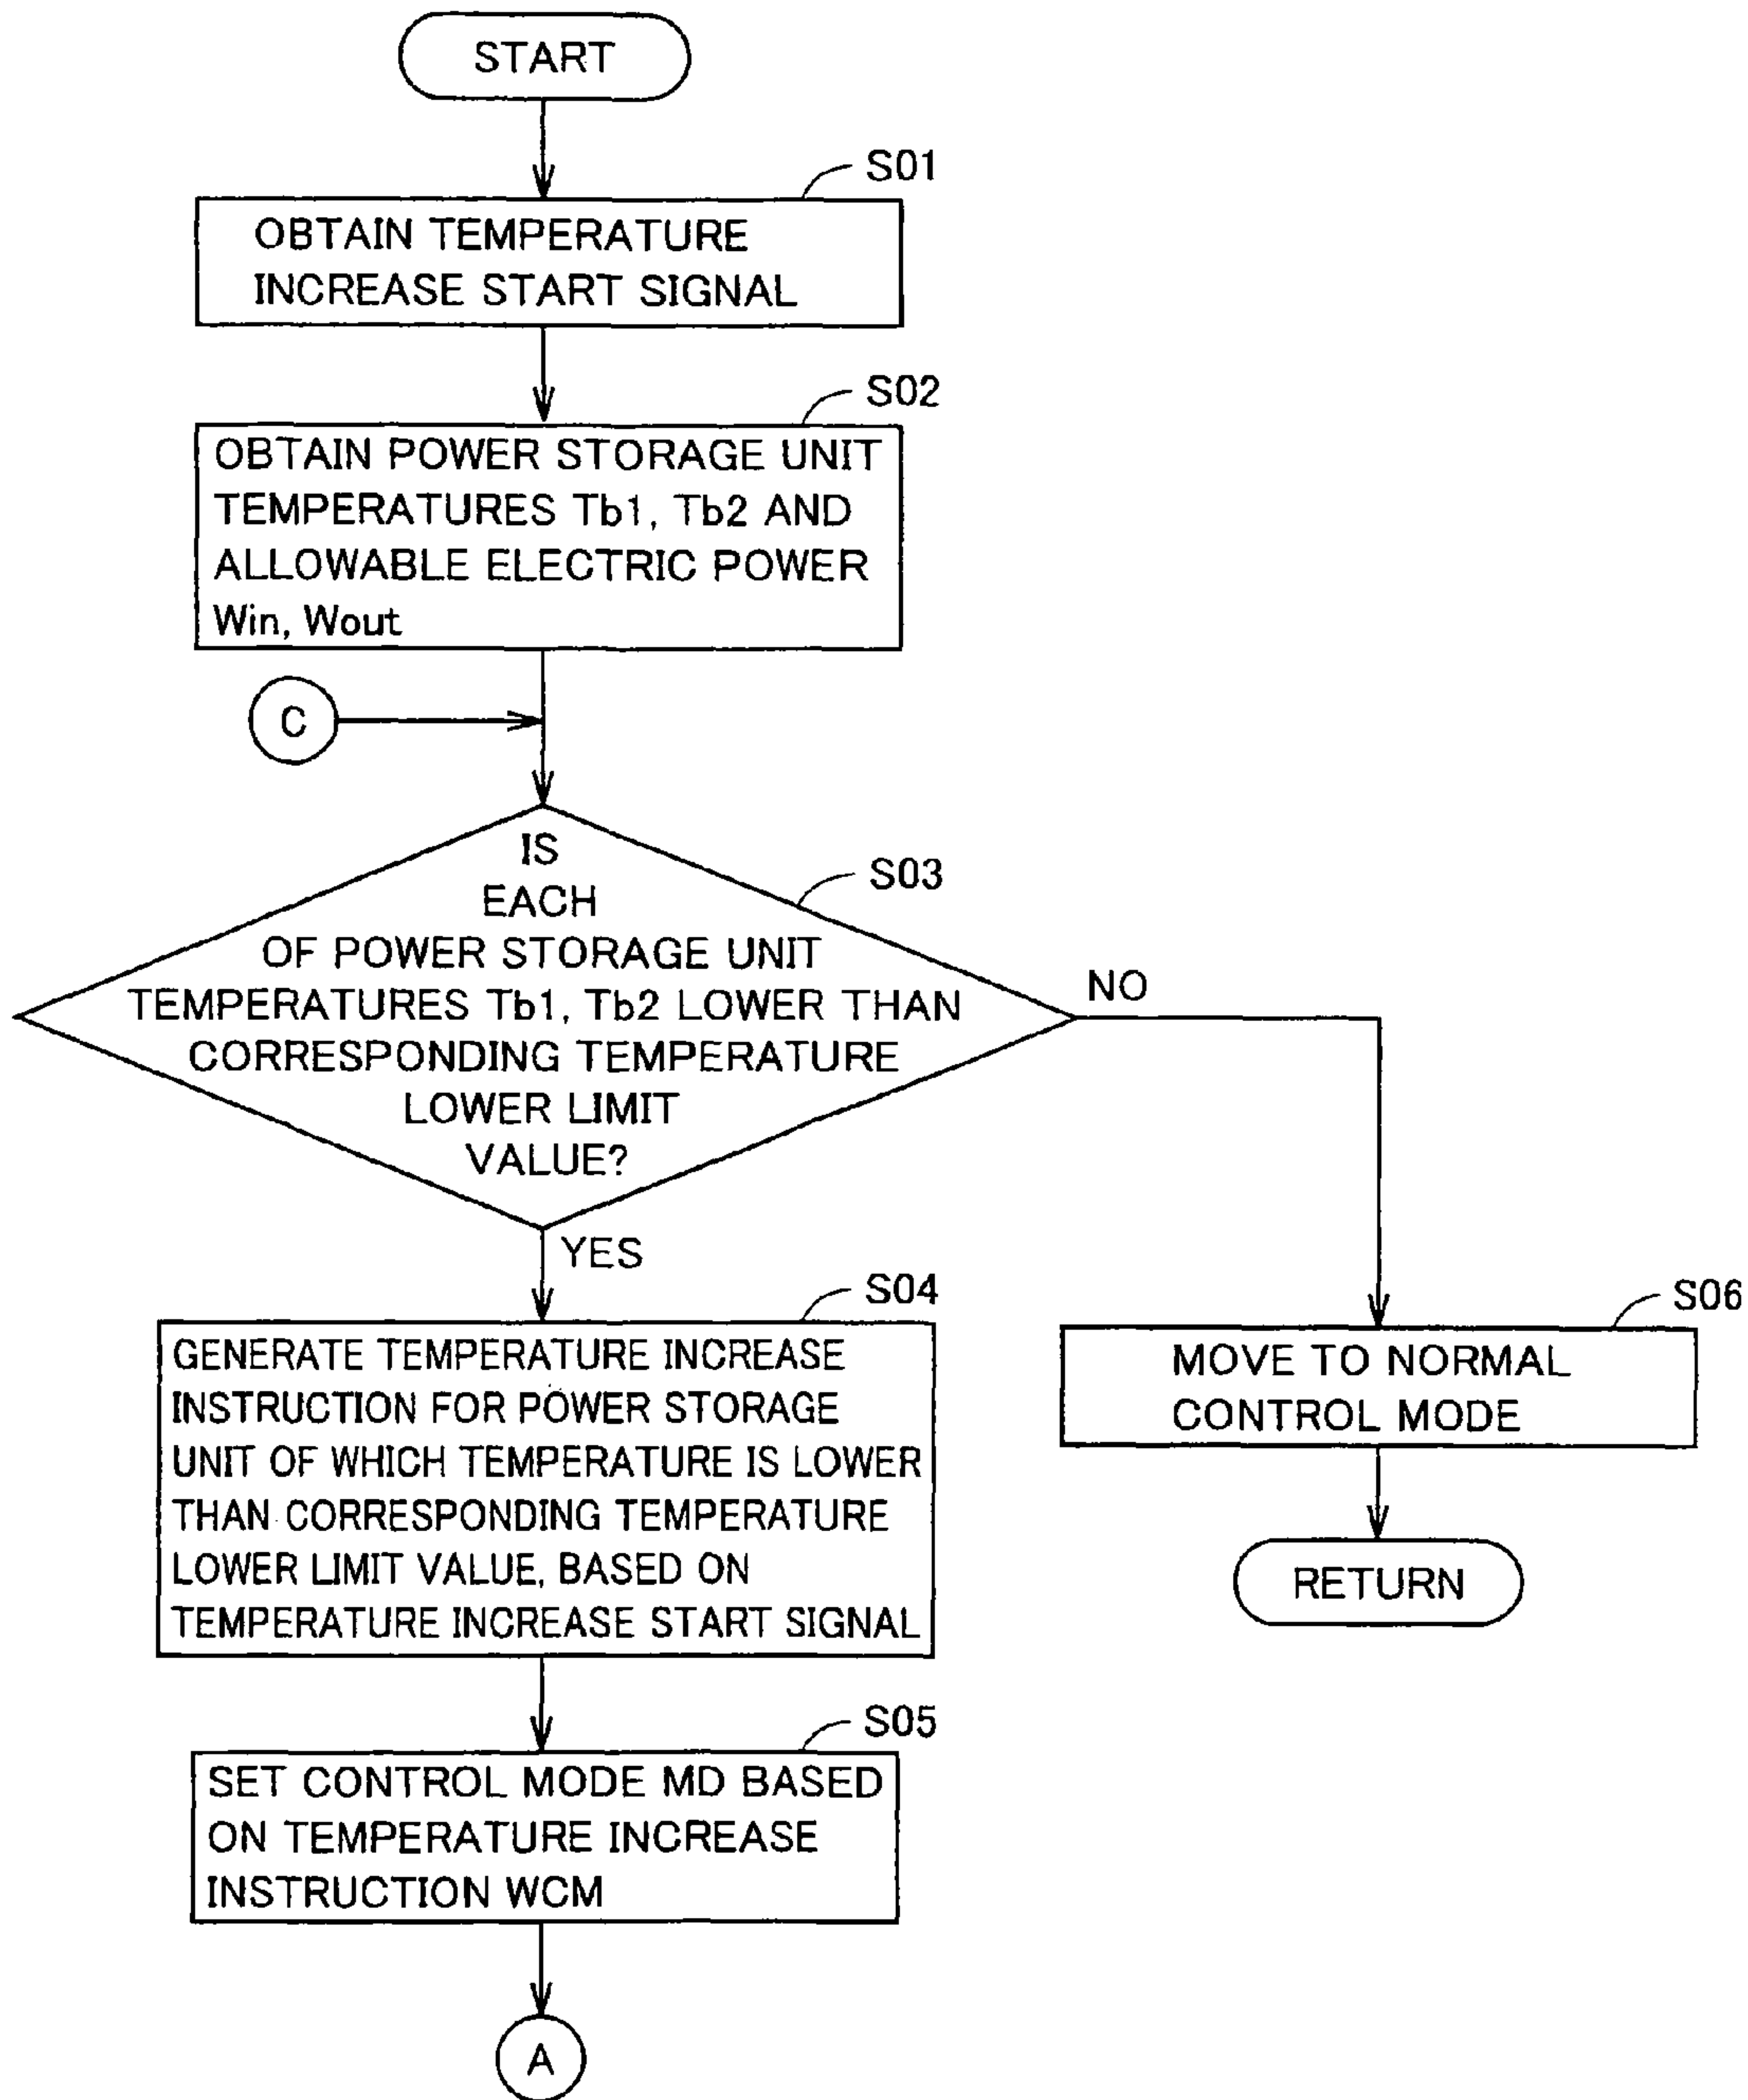 START
S01
OBTAIN TEMPERATURE
INCREASE START SIGNAL
S02
OBTAIN POWER STORAGE UNIT
TEMPERATURES Tb1, Tb2 AND
ALLOWABLE ELECTRIC POWER
Win, Wout
C
S03
IS
EACH
OF POWER STORAGE UNIT
TEMPERATURES Tb1, Tb2 LOWER THAN
CORRESPONDING TEMPERATURE
LOWER LIMIT
VALUE?
NO
YES
S04
GENERATE TEMPERATURE INCREASE
INSTRUCTION FOR POWER STORAGE
UNIT OF WHICH TEMPERATURE IS LOWER
THAN CORRESPONDING TEMPERATURE
LOWER LIMIT VALUE, BASED ON
TEMPERATURE INCREASE START SIGNAL
S06
MOVE TO NORMAL
CONTROL MODE
RETURN
S05
SET CONTROL MODE MD BASED
ON TEMPERATURE INCREASE
INSTRUCTION WCM
A